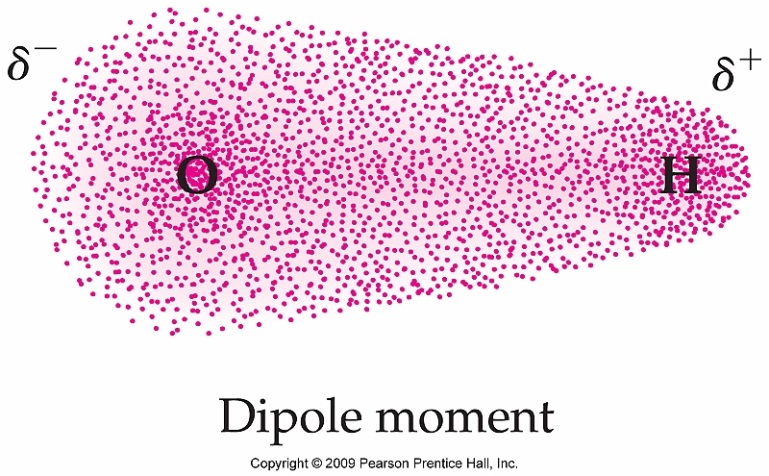 δ⁻
δ⁺
O H
Dipole moment
Copyright © 2009 Pearson Prentice Hall, Inc.